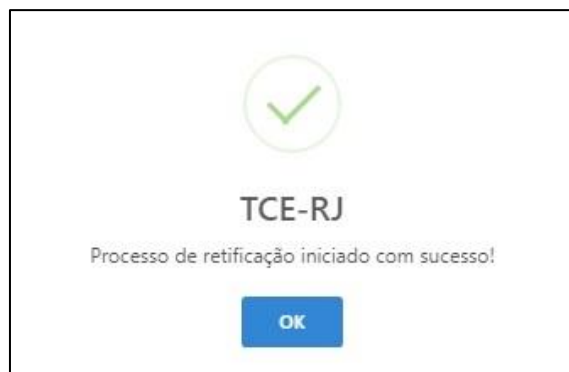 TCE-RJ
Processo de retificação iniciado com sucesso!
OK